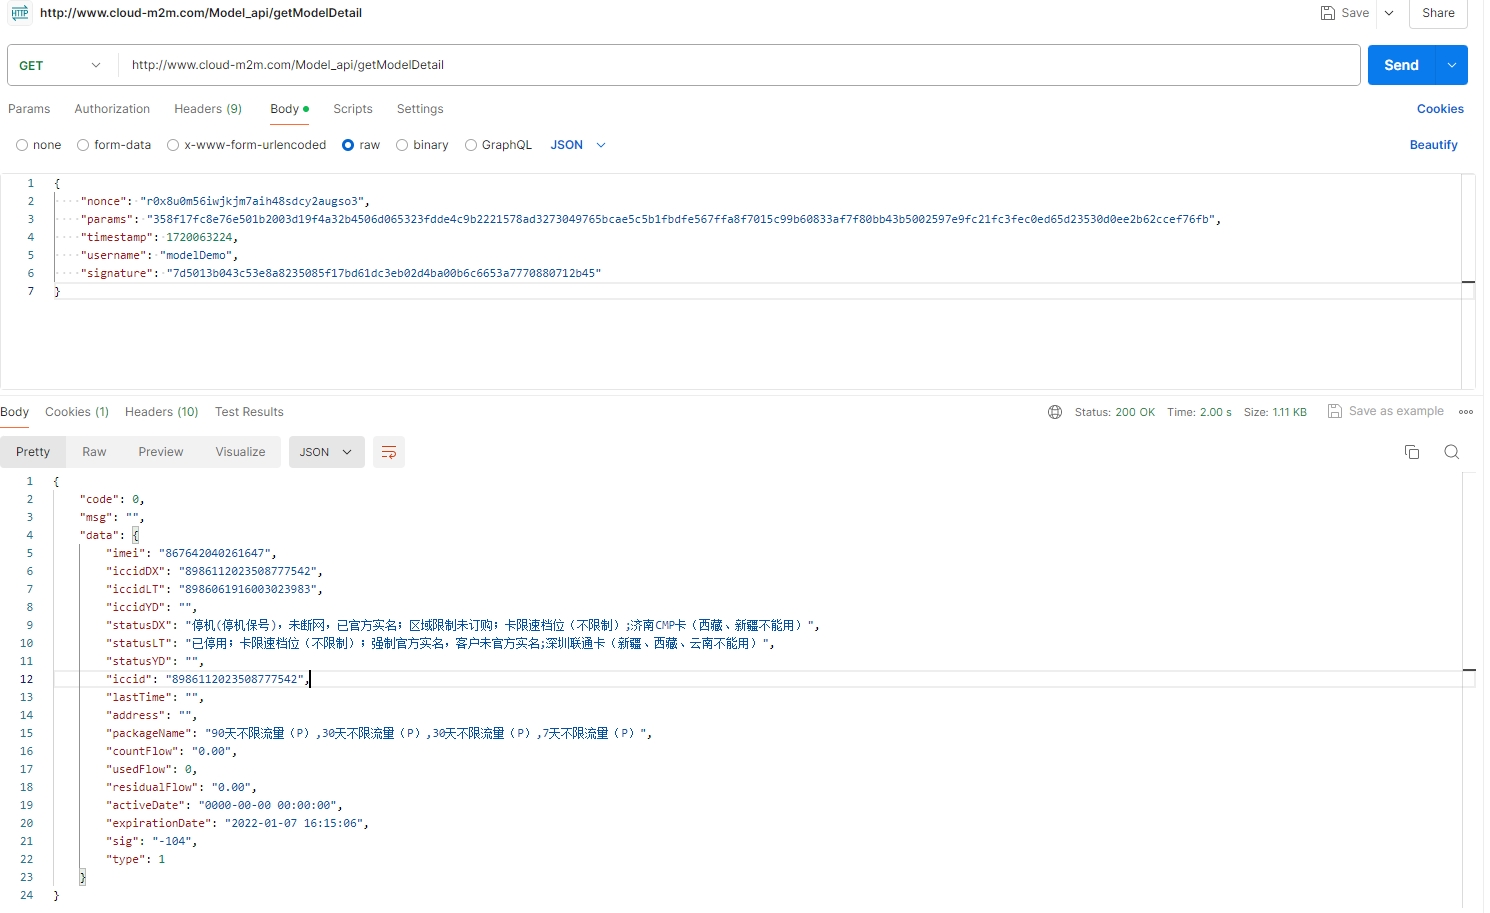 HTTP http://www.cloud-m2m.com/Model_api/getModelDetail Save Share
GET http://www.cloud-m2m.com/Model_api/getModelDetail Send
Params Authorization Headers (9) Body Scripts Settings Cookies
none form-data x-www-form-urlencoded raw binary GraphQL JSON Beautify
1 {
2 "nonce": "r0x8u0m56iwjkjm7aih48sdcy2augso3",
3 "params": "358f17fc8e76e501b2003d19f4a32b4506d065323fdde4c9b2221578ad3273049765bcae5c5b1fbdfe567ffa8f7015c99b60833af7f80bb43b5002597e9fc21fc3fec0ed65d23530d0ee2b62ccef76fb",
4 "timestamp": 1720063224,
5 "username": "modelDemo",
6 "signature": "7d5013b043c53e8a8235085f17bd61dc3eb02d4ba00b6c6653a7770880712b45"
7 }
Body Cookies (1) Headers (10) Test Results Status: 200 OK Time: 2.00 s Size: 1.11 KB Save as example
Pretty Raw Preview Visualize JSON
1 {
2 "code": 0,
3 "msg": "",
4 "data": {
5 "imei": "867642040261647",
6 "iccidDX": "8986112023508777542",
7 "iccidLT": "8986061916003023983",
8 "iccidYD": "",
9 "statusDX": "停机(停机保号)，未断网，已官方实名；区域限制未订购；卡限速档位（不限制）;济南CMP卡（西藏、新疆不能用）",
10 "statusLT": "已停用；卡限速档位（不限制）；强制官方实名，客户未官方实名;深圳联通卡（新疆、西藏、云南不能用）",
11 "statusYD": "",
12 "iccid": "8986112023508777542",
13 "lastTime": "",
14 "address": "",
15 "packageName": "90天不限流量（P）,30天不限流量（P）,30天不限流量（P）,7天不限流量（P）",
16 "countFlow": "0.00",
17 "usedFlow": 0,
18 "residualFlow": "0.00",
19 "activeDate": "0000-00-00 00:00:00",
20 "expirationDate": "2022-01-07 16:15:06",
21 "sig": "-104",
22 "type": 1
23 }
24 }